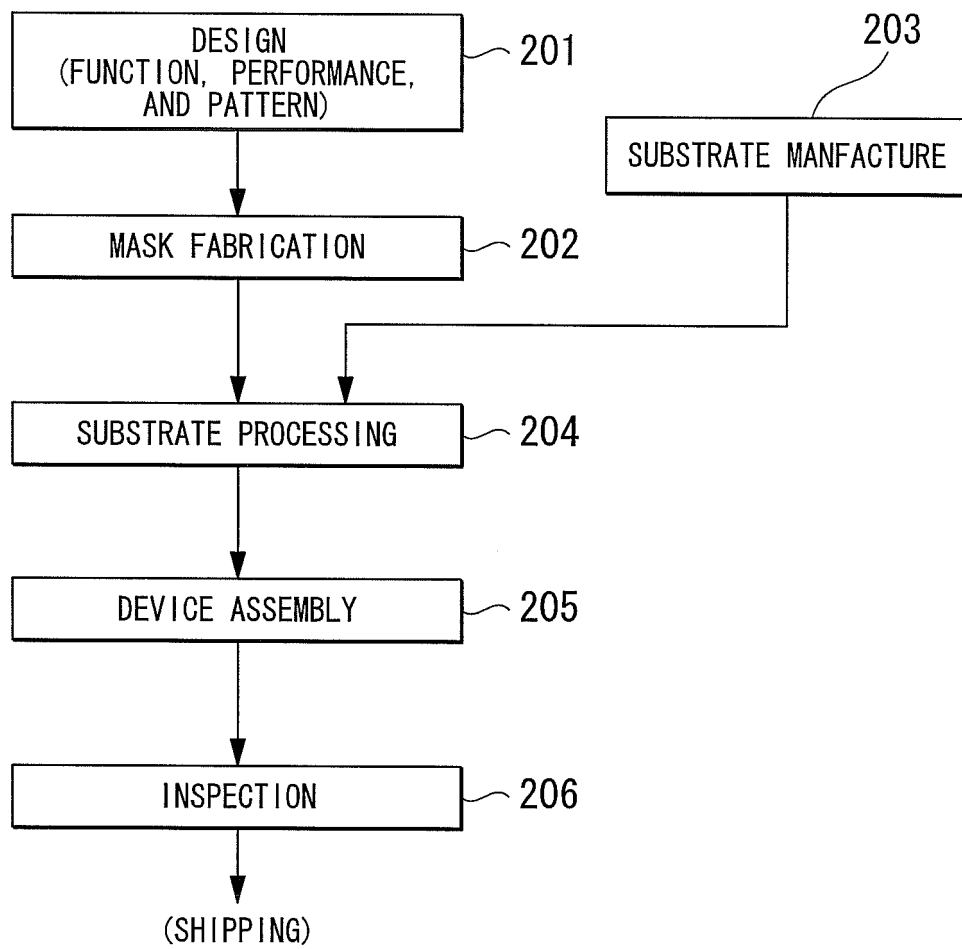 DESIGN
(FUNCTION, PERFORMANCE,
AND PATTERN)
201
203
SUBSTRATE MANFACTURE
MASK FABRICATION
202
SUBSTRATE PROCESSING
204
DEVICE ASSEMBLY
205
INSPECTION
206
(SHIPPING)